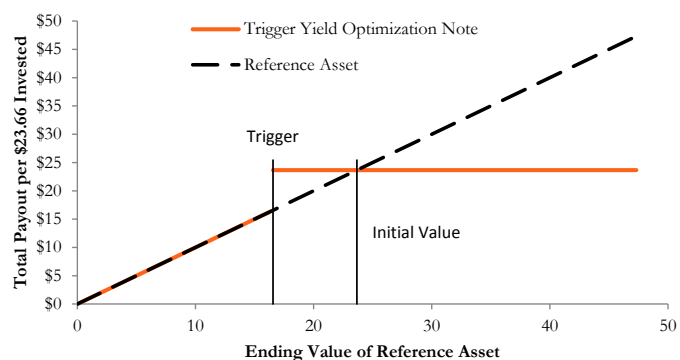 Total Payout per $23.66 Invested
$50
$45
$40
$35
$30
$25
$20
$15
$10
$5
$0
Trigger Yield Optimization Note
Reference Asset
Trigger
Initial Value
0
10
20
30
40
50
Ending Value of Reference Asset